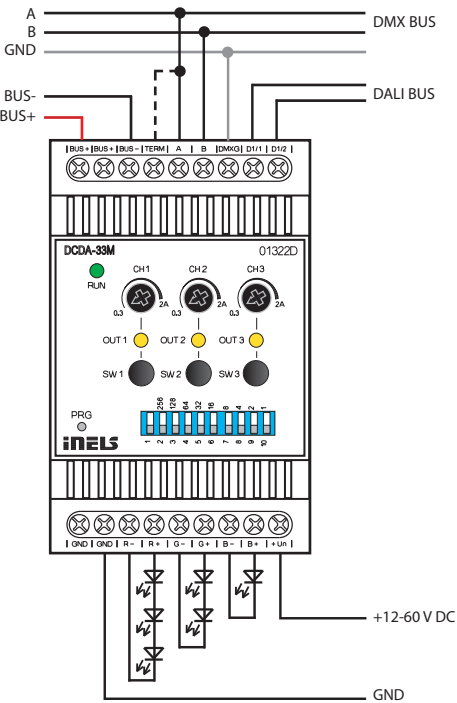 A
B
DMX BUS
GND
BUS-
DALI BUS
BUS+
BUS+ BUS+ BUS- TERM A B DMXG D1/1 D1/2
DCDA-33M 01322D
RUN
CH1 CH2 CH3
0.3 2A 0.3 2A 0.3 2A
OUT 1 OUT 2 OUT 3
SW 1 SW 2 SW 3
256 128 64 32 16 8 4 2 1
1 2 3 4 5 6 7 8 9 10
PRG
iNELS
GND GND R- R+ G- G+ B- B+ +Un
+12-60 V DC
GND